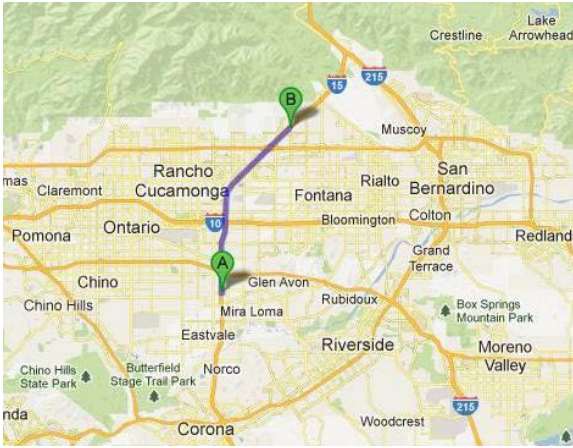 Lake
Arrowhead
Crestline
15
215
B
Muscoy
San
Bernardino
Rancho
Cucamonga
Rialto
Fontana
Claremont
Ontario
10
Bloomington
Colton
Redland
Pomona
Grand
Terrace
A
Chino
Glen Avon
Chino Hills
Mira Loma
Rubidoux
Box Springs
Mountain Park
Eastvale
Riverside
Moreno
Valley
Chino Hills
State Park
Butterfield
Stage Trail Park
Norco
215
nda
Corona
Woodcrest
mas